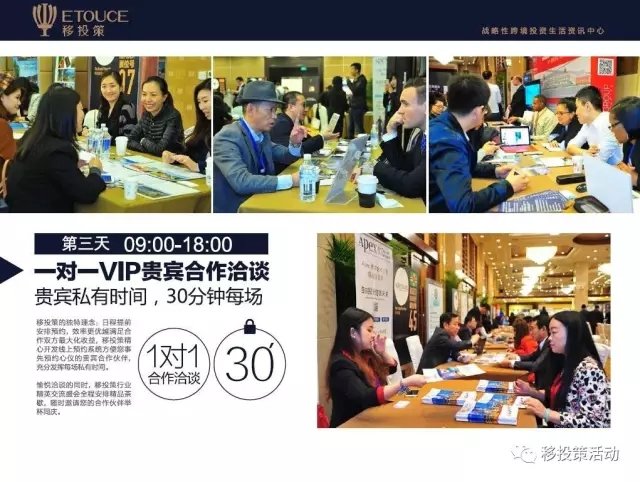 ETOUCE
移投策
战略性跨境投资生活资讯中心
第三天 09:00-18:00
一对一VIP贵宾合作洽谈
贵宾私有时间，30分钟每场
移投策的独特理念：日程提前
安排预约，效率更优越满足合
作双方最大化收益，移投策精
心开发线上预约系统方便您事
先预约心仪的贵宾合作伙伴，
充分发挥每场私有时间。
愉悦洽谈的同时，移投策行业
精英交流盛会全程安排精品茶
歇，随时邀请您的合作伙伴举
杯同庆。
1对1
合作洽谈
30'
Apex
45
37
移投策活动